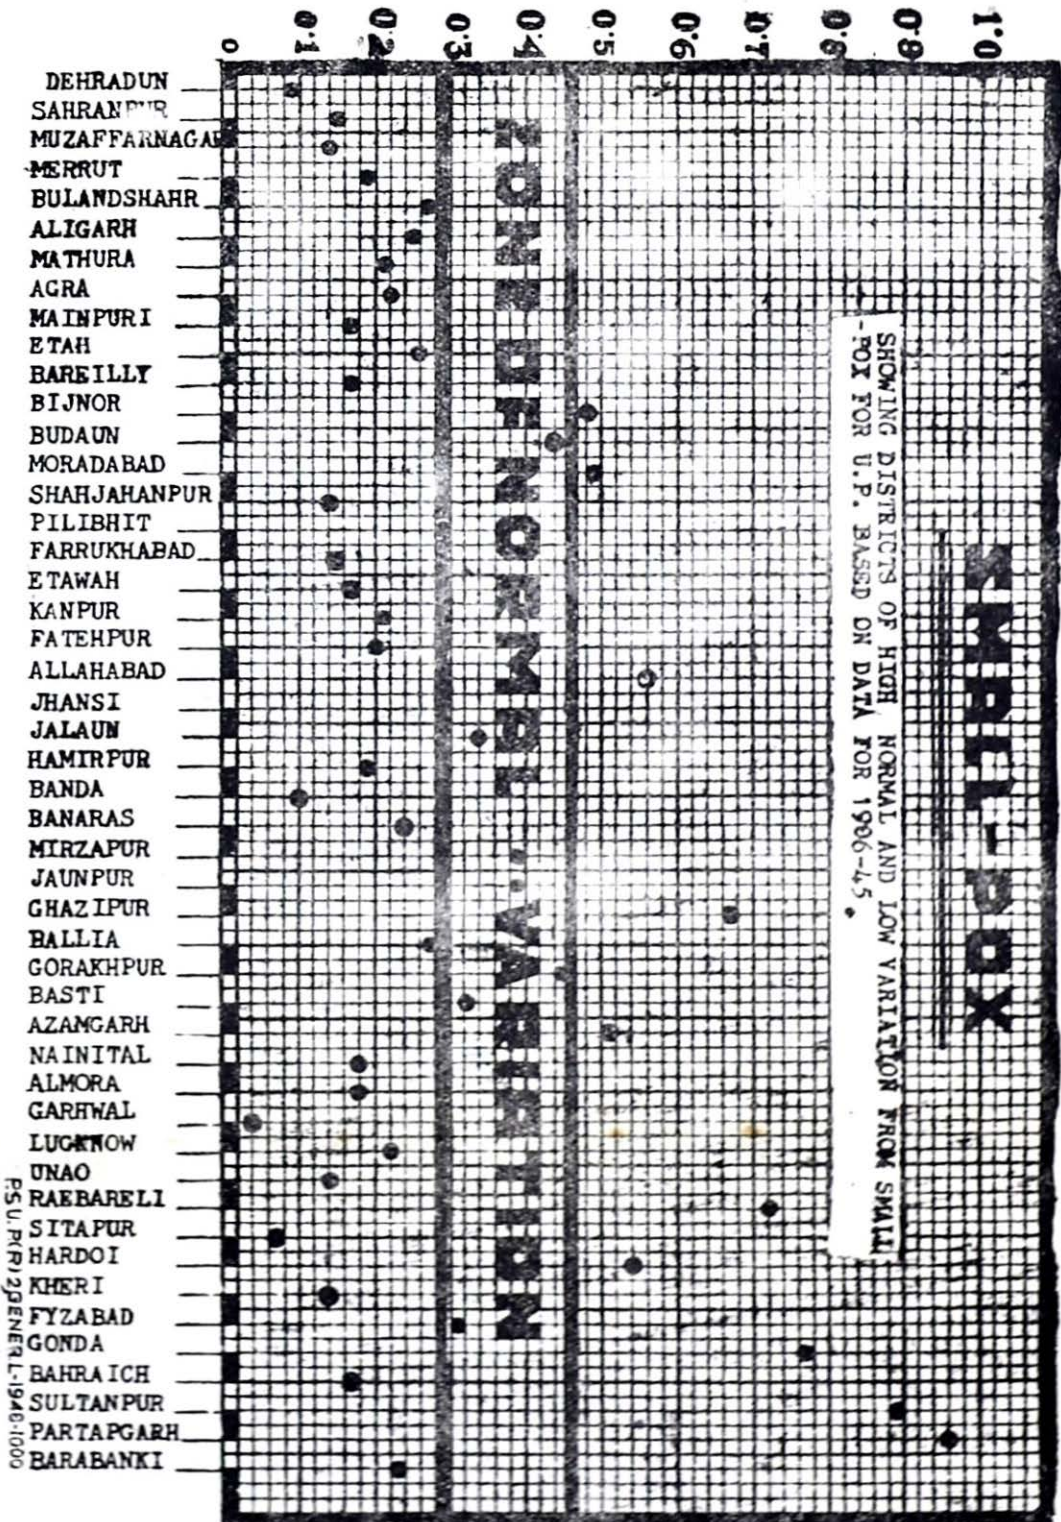 SMALL-POX
SHOWING DISTRICTS OF HIGH NORMAL AND LOW VARIATION FROM SMALL
-POX FOR U.P. BASED ON DATA FOR 1906-45.
0 0.1 0.2 0.3 0.4 0.5 0.6 0.7 0.8 0.9 1.0
ZONE OF NORMAL VARIATION
DEHRADUN
SAHRANPUR
MUZAFFARNAGAR
MERRUT
BULANDSHAHR
ALIGARH
MATHURA
AGRA
MAINPURI
ETAH
BAREILLY
BIJNOR
BUDAUN
MORADABAD
SHAHJAHANPUR
PILIBHIT
FARRUKHABAD
ETAWAH
KANPUR
FATEHPUR
ALLAHABAD
JHANSI
JALAUN
HAMIRPUR
BANDA
BANARAS
MIRZAPUR
JAUNPUR
GHAZIPUR
BALLIA
GORAKHPUR
BASTI
AZAMGARH
NAINITAL
ALMORA
GARHWAL
LUCKNOW
UNAO
RAEBARELI
SITAPUR
HARDOI
KHERI
FYZABAD
GONDA
BAHRAICH
SULTANPUR
PARTAPGARH
BARABANKI